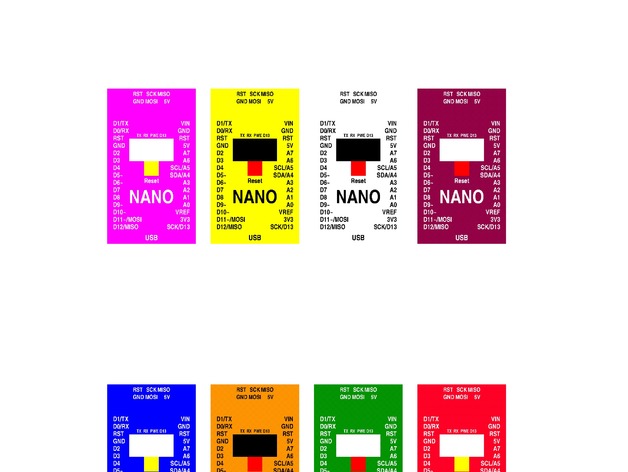 RST SCK MISO
GND MOSI 5V
D1/TX VIN
D0/RX GND
TX RX PWR D13
RST RST
GND 5V
D2 A7
D3 A6
D4 SCL/A5
D5~ SDA/A4
Reset
D6~ A3
D7 A2
NANO
D8 A1
D9~ A0
D10~ VREF
D11~/MOSI 3V3
D12/MISO SCK/D13
USB
RST SCK MISO
GND MOSI 5V
D1/TX VIN
D0/RX GND
TX RX PWR D13
RST RST
GND 5V
D2 A7
D3 A6
D4 SCL/A5
D5~ SDA/A4
Reset
D6~ A3
D7 A2
NANO
D8 A1
D9~ A0
D10~ VREF
D11~/MOSI 3V3
D12/MISO SCK/D13
USB
RST SCK MISO
GND MOSI 5V
D1/TX VIN
D0/RX GND
TX RX PWR D13
RST RST
GND 5V
D2 A7
D3 A6
D4 SCL/A5
D5~ SDA/A4
Reset
D6~ A3
D7 A2
NANO
D8 A1
D9~ A0
D10~ VREF
D11~/MOSI 3V3
D12/MISO SCK/D13
USB
RST SCK MISO
GND MOSI 5V
D1/TX VIN
D0/RX GND
TX RX PWR D13
RST RST
GND 5V
D2 A7
D3 A6
D4 SCL/A5
D5~ SDA/A4
Reset
D6~ A3
D7 A2
NANO
D8 A1
D9~ A0
D10~ VREF
D11~/MOSI 3V3
D12/MISO SCK/D13
USB
RST SCK MISO
GND MOSI 5V
D1/TX VIN
D0/RX GND
TX RX PWR D13
RST RST
GND 5V
D2 A7
D3 A6
D4 SCL/A5
RST SCK MISO
GND MOSI 5V
D1/TX VIN
D0/RX GND
TX RX PWR D13
RST RST
GND 5V
D2 A7
D3 A6
D4 SCL/A5
RST SCK MISO
GND MOSI 5V
D1/TX VIN
D0/RX GND
TX RX PWR D13
RST RST
GND 5V
D2 A7
D3 A6
D4 SCL/A5
RST SCK MISO
GND MOSI 5V
D1/TX VIN
D0/RX GND
TX RX PWR D13
RST RST
GND 5V
D2 A7
D3 A6
D4 SCL/A5